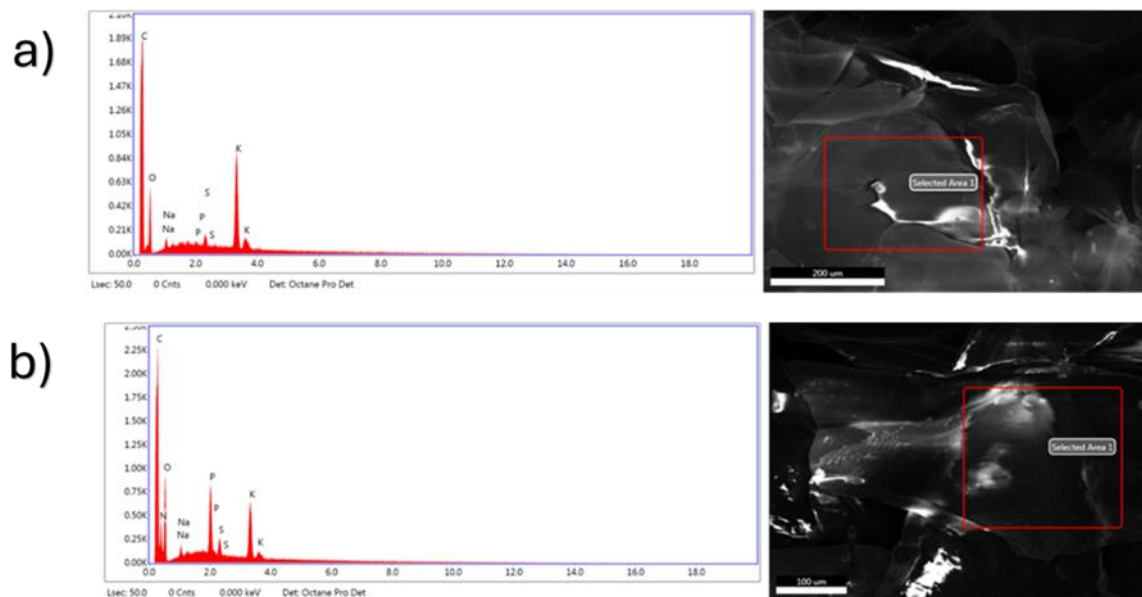 a)
1.89K
1.68K
1.47K
1.26K
1.05K
0.84K
0.63K
0.42K
0.21K
0.00K
C
O
Na
Na
P
P
S
S
K
K
0.0 2.0 4.0 6.0 8.0 10.0 12.0 14.0 16.0 18.0
Lsec: 50.0 0 Cnts 0.000 keV Det: Octane Pro Det
Selected Area 1
200 um
b)
2.25K
2.00K
1.75K
1.50K
1.25K
1.00K
0.75K
0.50K
0.25K
0.00K
C
N
O
Na
Na
P
P
S
S
K
K
0.0 2.0 4.0 6.0 8.0 10.0 12.0 14.0 16.0 18.0
Lsec: 50.0 0 Cnts 0.000 keV Det: Octane Pro Det
Selected Area 1
100 um